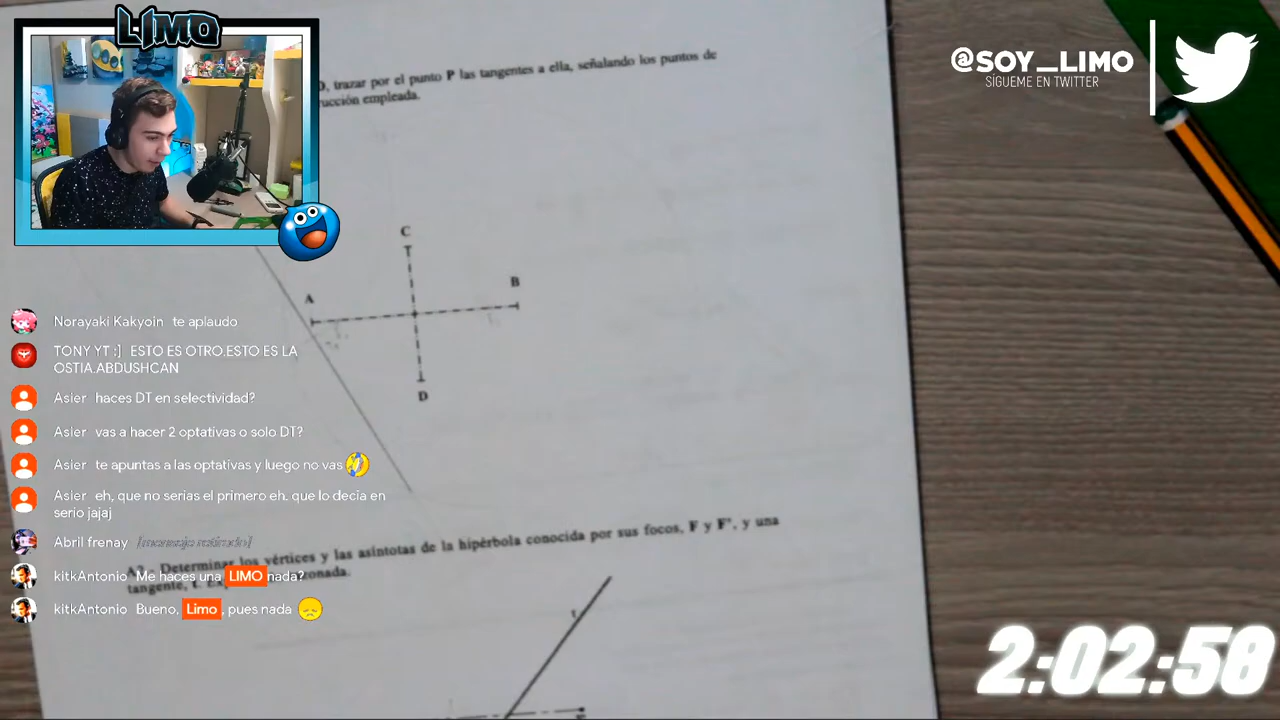 LIMO
@SOY_LIMO
SÍGUEME EN TWITTER
D, trazar por el punto P las tangentes a ella, señalando los puntos de
rucción empleada.
C
A
B
D
Norayaki Kakyoin te aplaudo
TONY YT :] ESTO ES OTRO.ESTO ES LA
OSTIA.ABDUSHCAN
Asier haces DT en selectividad?
Asier vas a hacer 2 optativas o solo DT?
Asier te apuntas a las optativas y luego no vas
Asier eh, que no serias el primero eh. que lo decia en
serio jajaj
Abril frenay [mensaje retirado]
Determinar los vértices y las asíntotas de la hipérbola conocida por sus focos, F y F', y una
kitkAntonio Me haces una LIMO nada?
tangente, t.
onada.
kitkAntonio Bueno, Limo, pues nada
t
2:02:58